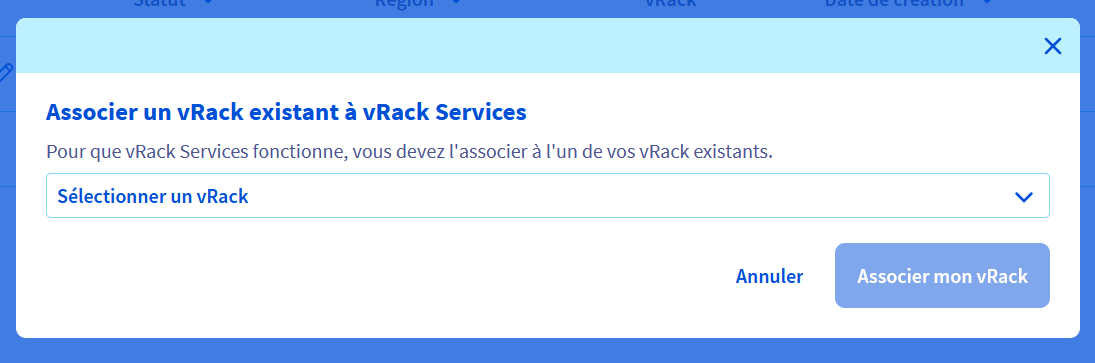 Statut
Région
vRack
Date de création
Associer un vRack existant à vRack Services
Pour que vRack Services fonctionne, vous devez l'associer à l'un de vos vRack existants.
Sélectionner un vRack
Annuler
Associer mon vRack